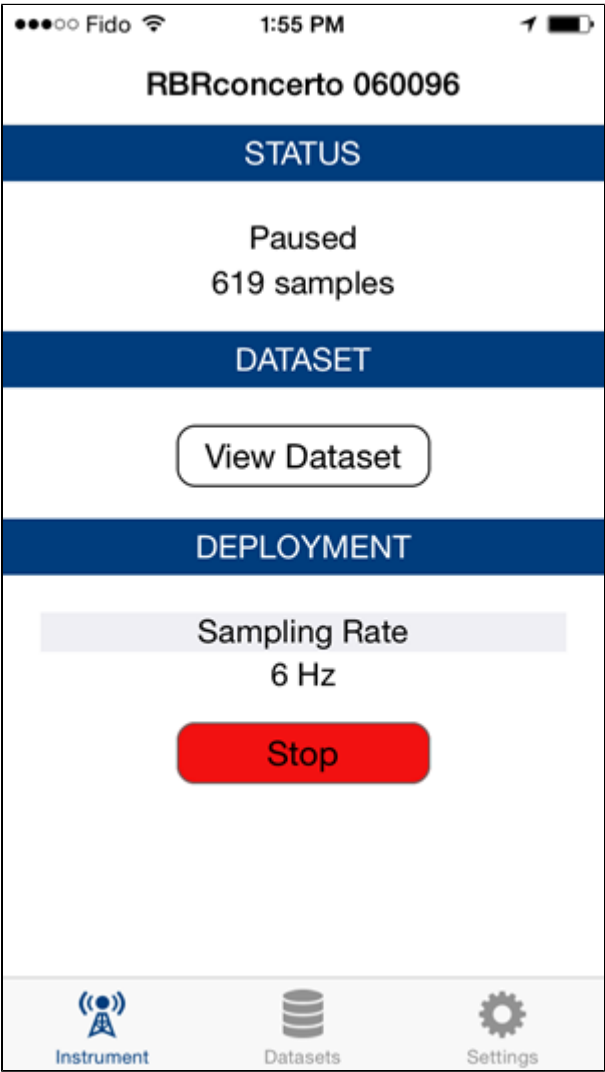 Fido 1:55 PM
RBRconcerto 060096
STATUS
Paused
619 samples
DATASET
View Dataset
DEPLOYMENT
Sampling Rate
6 Hz
Stop
Instrument Datasets Settings